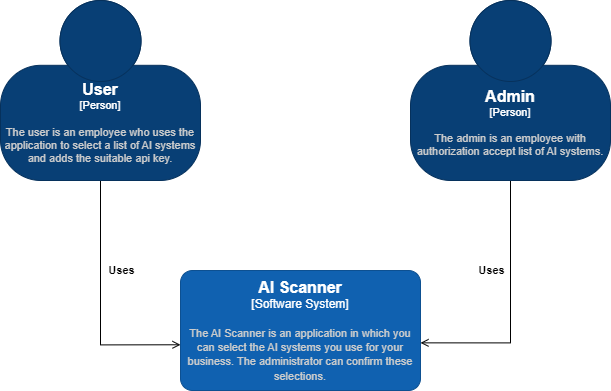 User
[Person]
The user is an employee who uses the
application to select a list of AI systems
and adds the suitable api key.
Admin
[Person]
The admin is an employee with
authorization accept list of AI systems.
Uses
Uses
AI Scanner
[Software System]
The AI Scanner is an application in which you
can select the AI systems you use for your
business. The administrator can confirm these
selections.